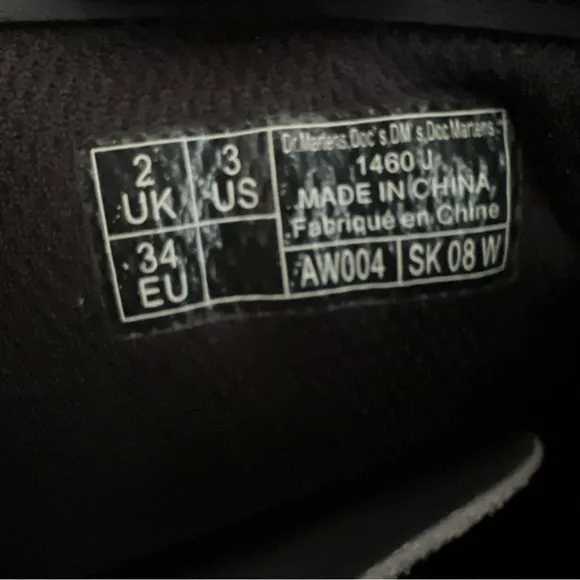 2
UK
3
US
34
EU
Dr.Martens,Doc's,DM's,Doc Martens
1460 J
MADE IN CHINA
Fabriqué en Chine
AW004
SK 08 W